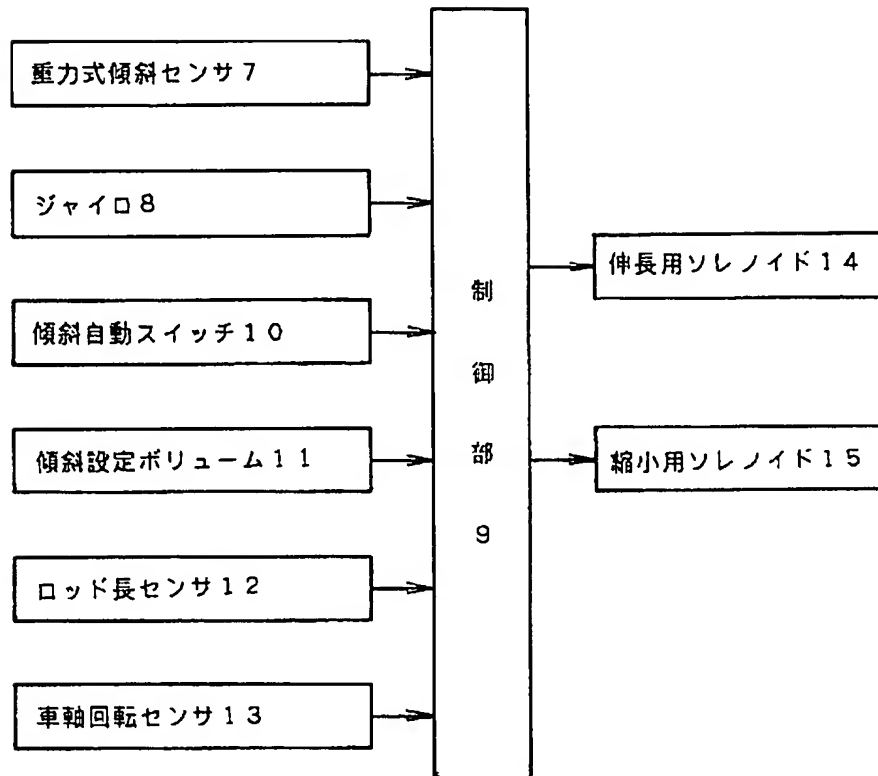 重力式傾斜センサ7
ジャイロ8
傾斜自動スイッチ10
傾斜設定ボリューム11
ロッド長センサ12
車軸回転センサ13
制御部9
伸長用ソレノイド14
縮小用ソレノイド15